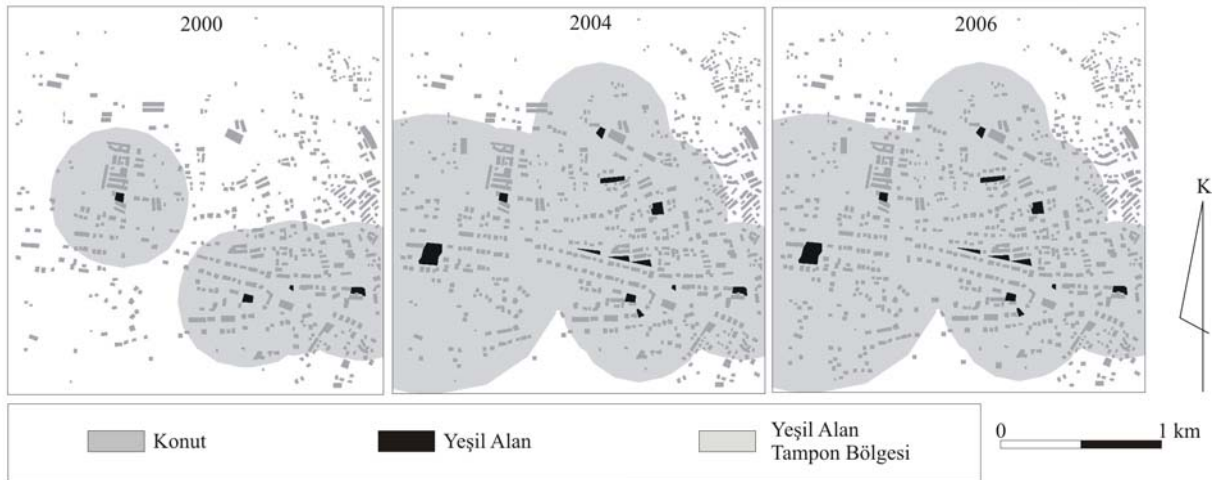 2000
2004
2006
K
Konut
Yeşil Alan
Yeşil Alan
Tampon Bölgesi
0
1 km